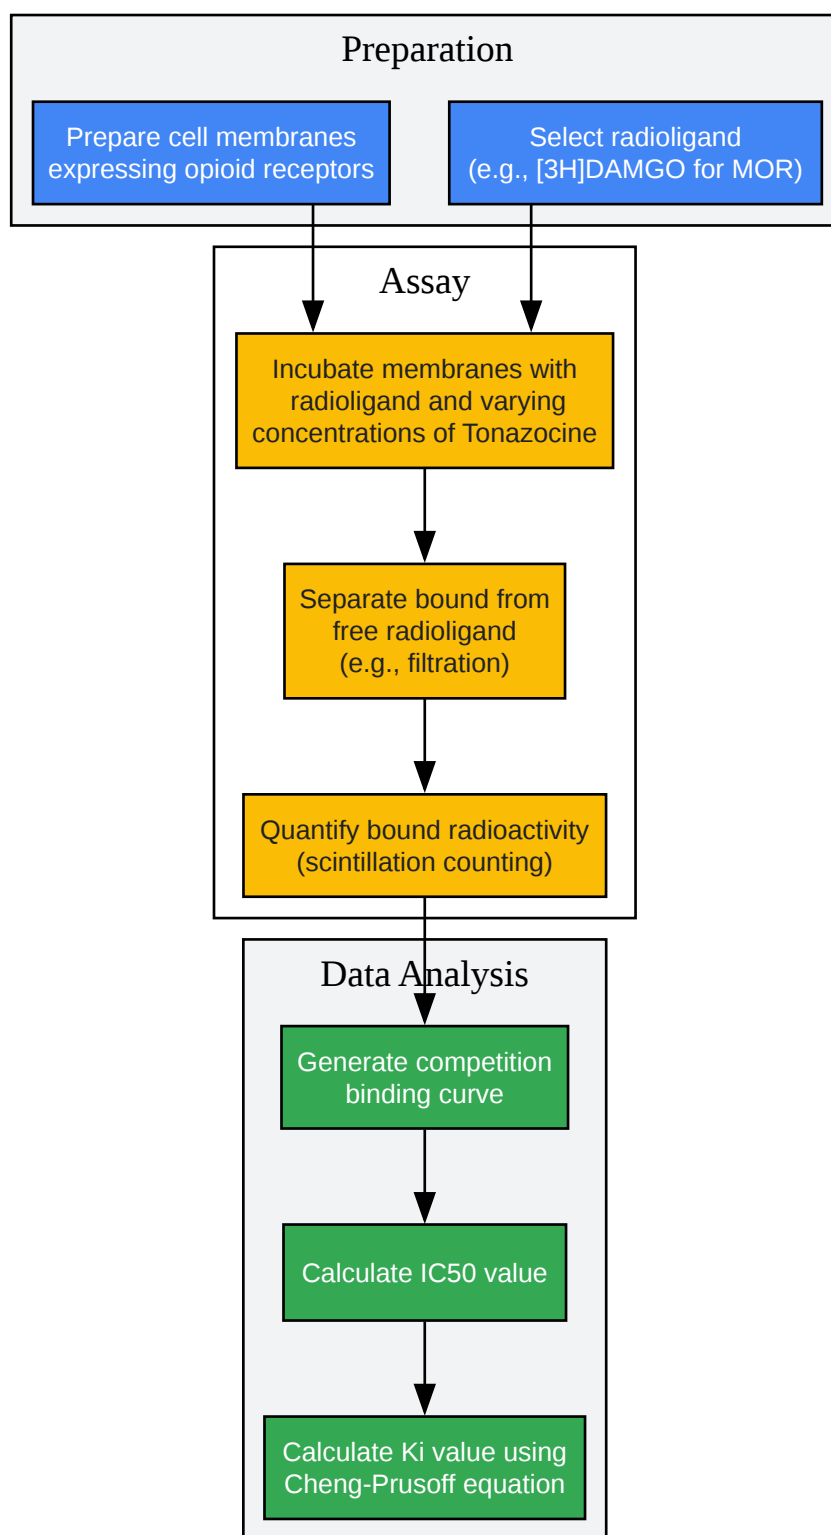 Preparation
Prepare cell membranes
expressing opioid receptors
Select radioligand
(e.g., [3H]DAMGO for MOR)
Assay
Incubate membranes with
radioligand and varying
concentrations of Tonazocine
Separate bound from
free radioligand
(e.g., filtration)
Quantify bound radioactivity
(scintillation counting)
Data Analysis
Generate competition
binding curve
Calculate IC50 value
Calculate Ki value using
Cheng-Prusoff equation